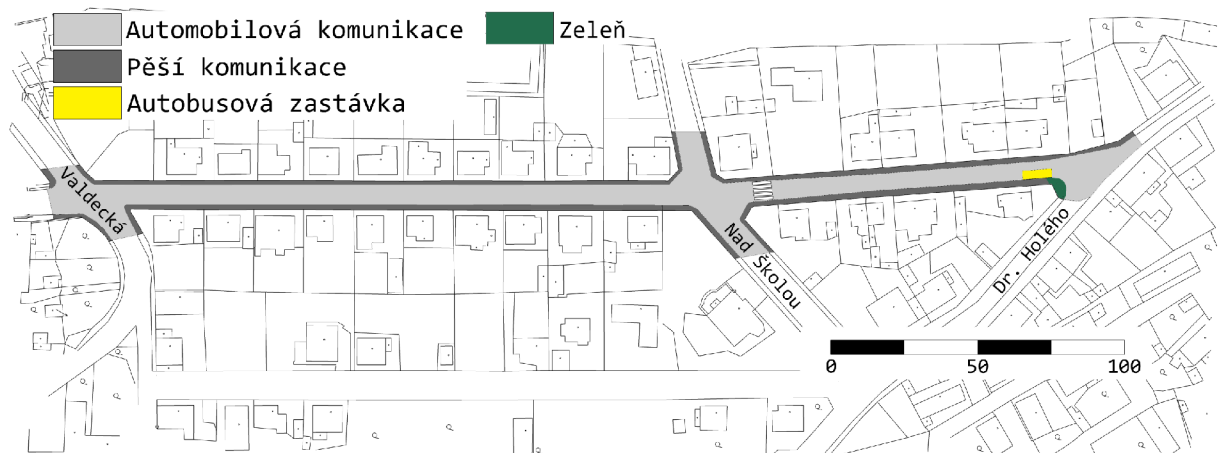 Automobilová komunikace
Zeleň
Pěší komunikace
Autobusová zastávka
Valdecká
Nad Školou
Dr. Holého
0 50 100